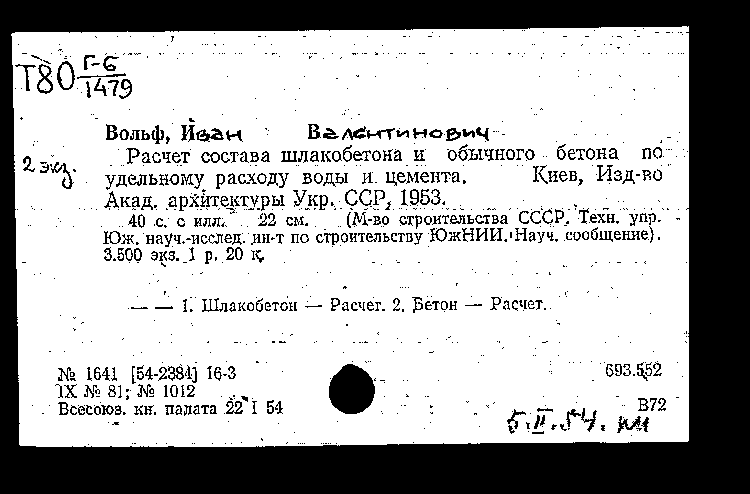 Т80 Г-6
1479
Вольф, Иван Валентинович
2 экз.
Расчет состава шлакобетона и обычного бетона по
удельному расходу воды и цемента. Киев, Изд-во
Акад. архитектуры Укр. ССР, 1953.
40 с. с илл. 22 см. (М-во строительства СССР. Техн. упр.
Юж. науч.-исслед. ин-т по строительству ЮжНИИ. Науч. сообщение).
3.500 экз. 1 р. 20 к.
— — 1. Шлакобетон — Расчет. 2. Бетон — Расчет.
№ 1641 [54-2384] 16-3
693.552
IX № 81; № 1012
Всесоюз. кн. палата 22 I 54
В72
5.II.54.